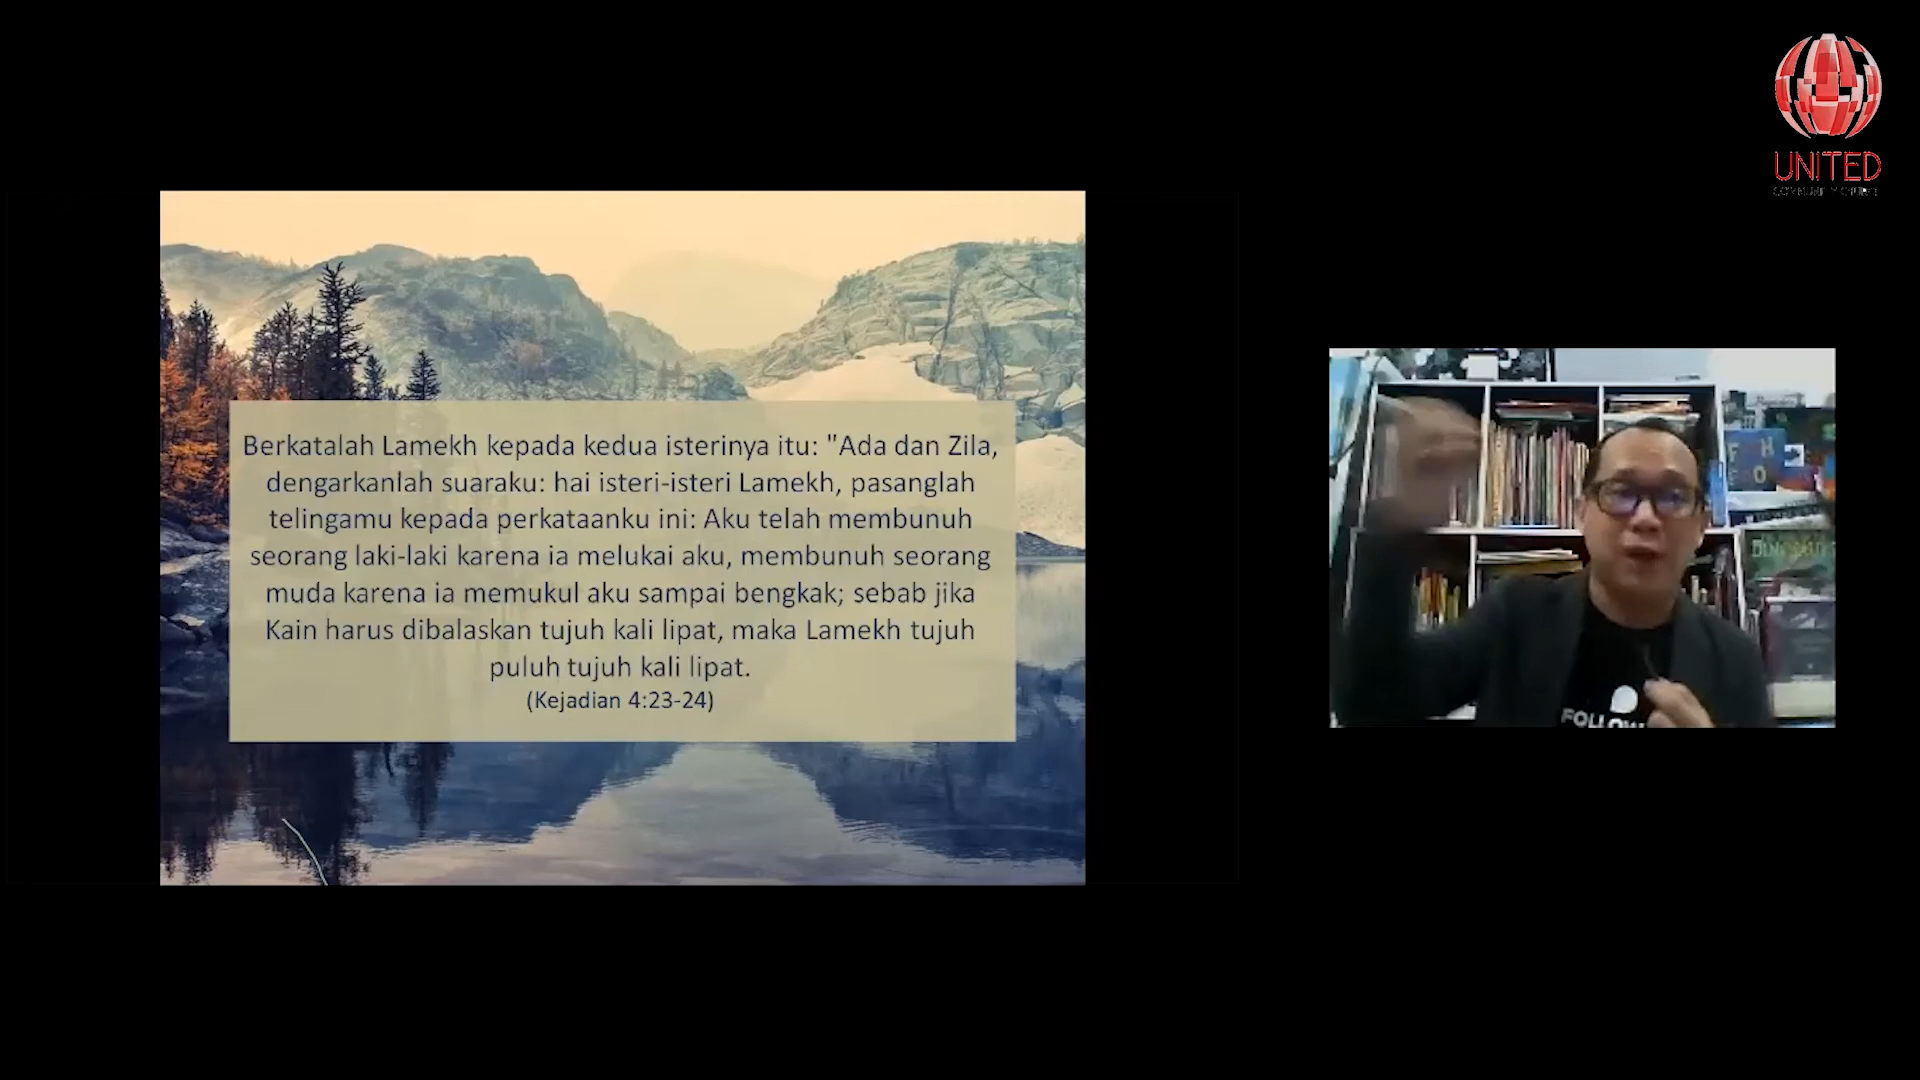 UNITED
Berkatalah Lamekh kepada kedua isterinya itu: "Ada dan Zila,
dengarkanlah suaraku: hai isteri-isteri Lamekh, pasanglah
telingamu kepada perkataanku ini: Aku telah membunuh
seorang laki-laki karena ia melukai aku, membunuh seorang
muda karena ia memukul aku sampai bengkak; sebab jika
Kain harus dibalaskan tujuh kali lipat, maka Lamekh tujuh
puluh tujuh kali lipat.
(Kejadian 4:23-24)
F H
O
FOLLOW